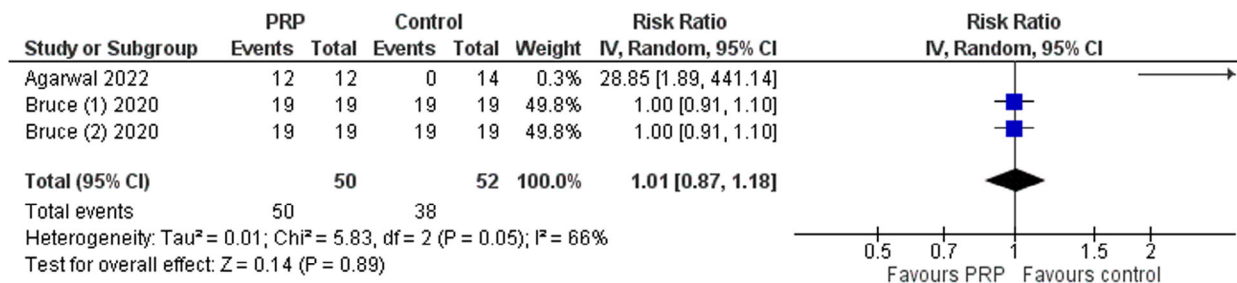 PRP Control Risk Ratio Risk Ratio
Study or Subgroup Events Total Events Total Weight IV, Random, 95% CI IV, Random, 95% CI
Agarwal 2022 12 12 0 14 0.3% 28.85 [1.89, 441.14]
Bruce (1) 2020 19 19 19 19 49.8% 1.00 [0.91, 1.10]
Bruce (2) 2020 19 19 19 19 49.8% 1.00 [0.91, 1.10]
Total (95% CI) 50 52 100.0% 1.01 [0.87, 1.18]
Total events 50 38
Heterogeneity: Tau² = 0.01; Chi² = 5.83, df = 2 (P = 0.05); I² = 66%
Test for overall effect: Z = 0.14 (P = 0.89)
0.5 0.7 1 1.5 2
Favours PRP Favours control